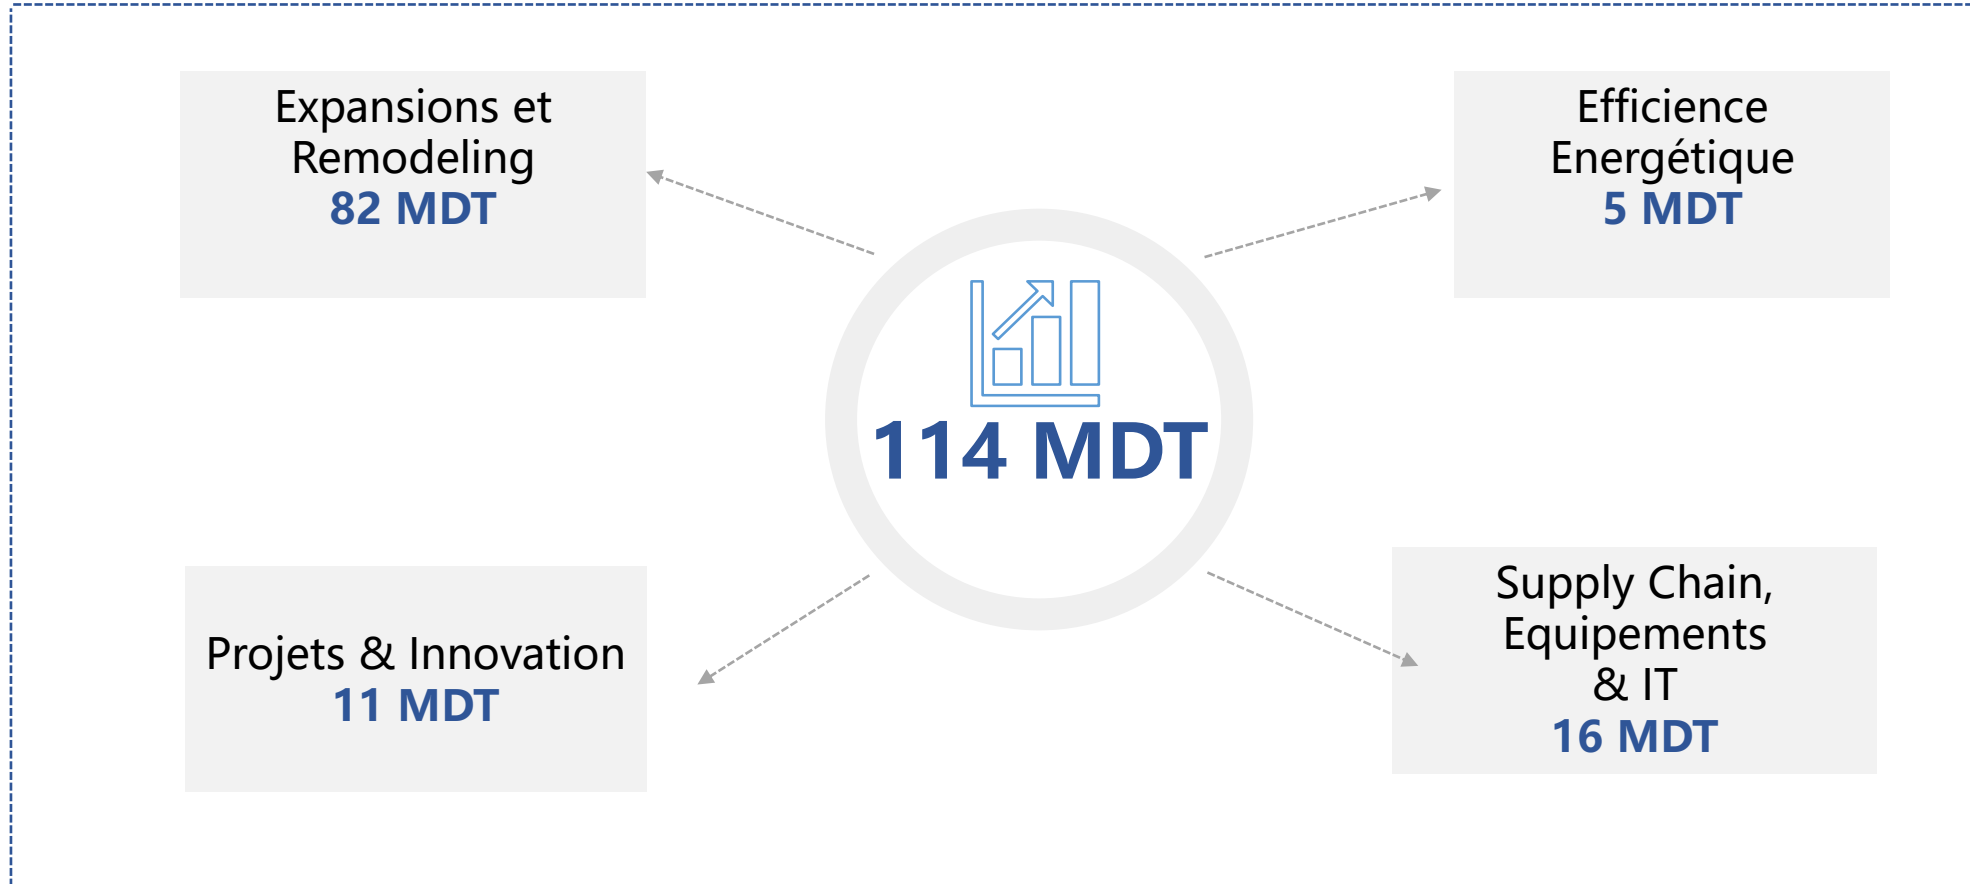 Expansions et
Remodeling
82 MDT
Efficience
Energétique
5 MDT
114 MDT
Projets & Innovation
11 MDT
Supply Chain,
Equipements
& IT
16 MDT